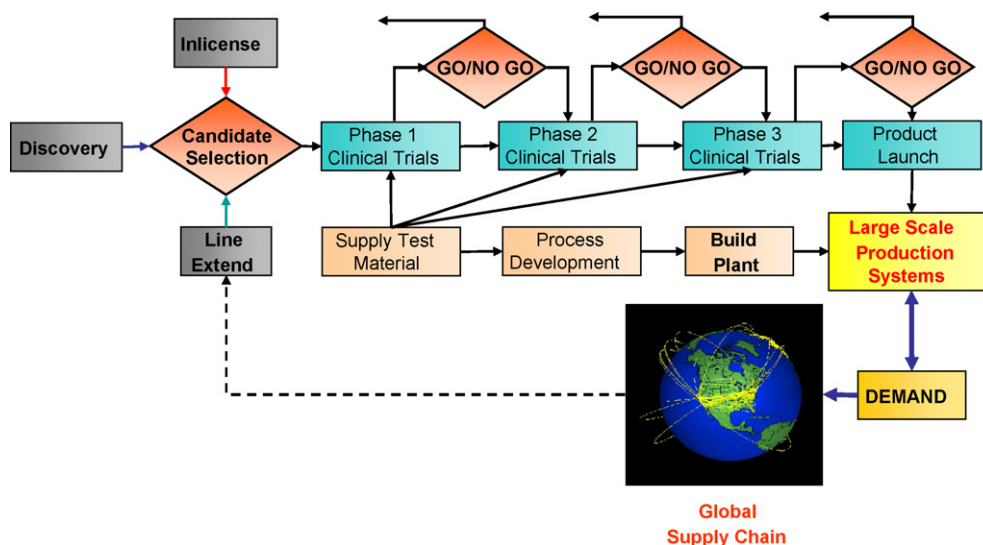 Inlicense
GO/NO GO
GO/NO GO
GO/NO GO
Discovery
Candidate
Selection
Phase 1
Clinical Trials
Phase 2
Clinical Trials
Phase 3
Clinical Trials
Product
Launch
Line
Extend
Supply Test
Material
Process
Development
Build
Plant
Large Scale
Production
Systems
DEMAND
Global
Supply Chain